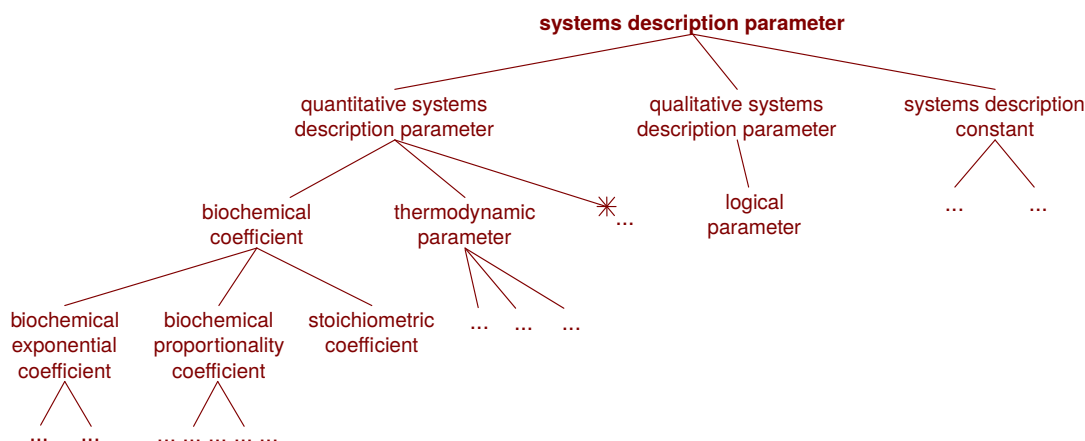 systems description parameter
quantitative systems
description parameter
qualitative systems
description parameter
systems description
constant
biochemical
coefficient
thermodynamic
parameter
...
logical
parameter
... ...
biochemical
exponential
coefficient
biochemical
proportionality
coefficient
stoichiometric
coefficient
... ... ...
... ...
... ... ... ... ...